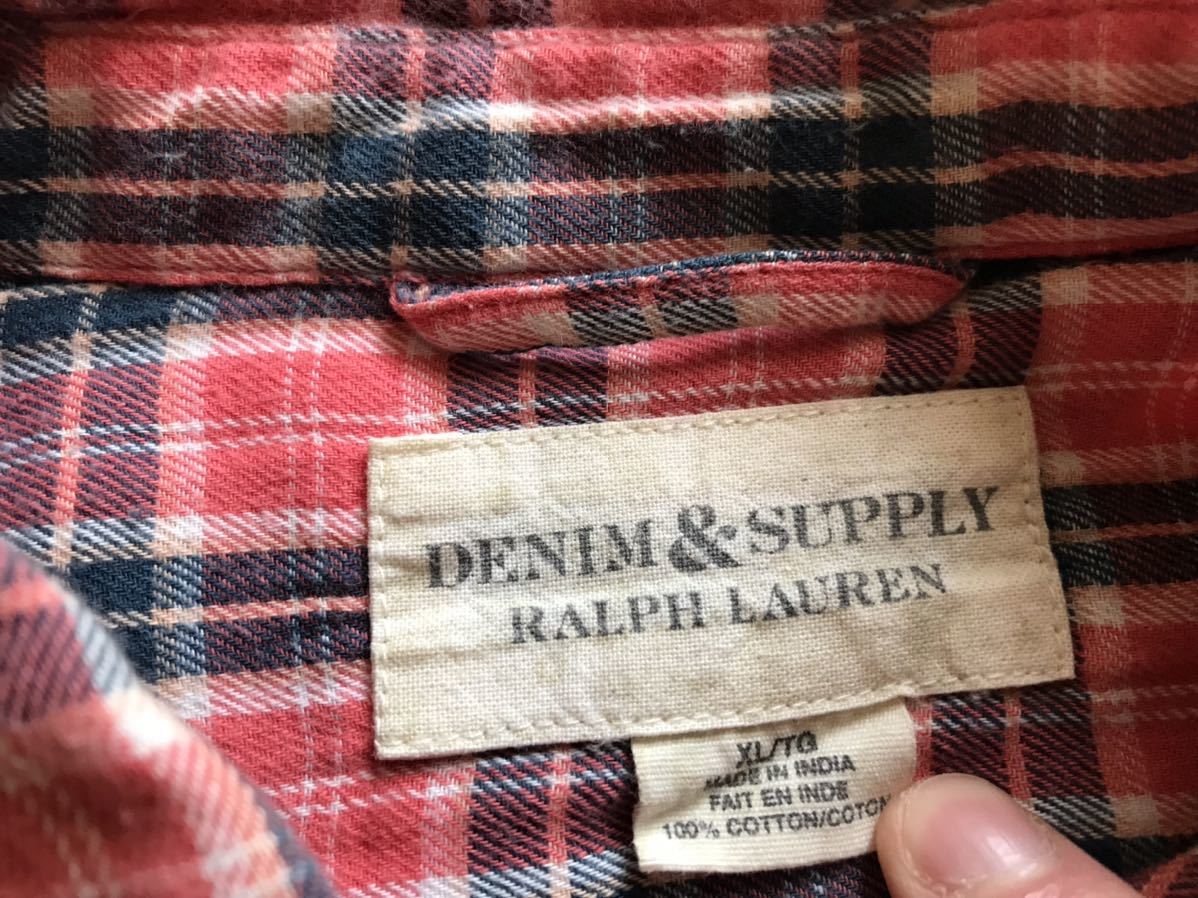 DENIM & SUPPLY
RALPH LAUREN
XL/TG
MADE IN INDIA
FAIT EN INDE
100% COTTON/COTON